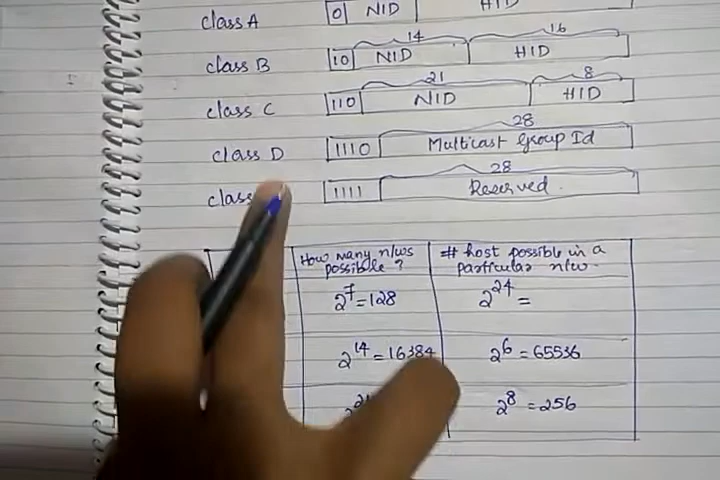 class A 0 NID HID
14 16
class B 10 NID HID
21 8
class C 110 NID HID
28
class D 1110 Multicast Group Id
28
class 1111 Reserved.
How many n/ws possible ? # host possible in a particular n/w.
2^7 = 128 2^24 =
2^14 = 16384 2^6 = 65536
2^8 = 256